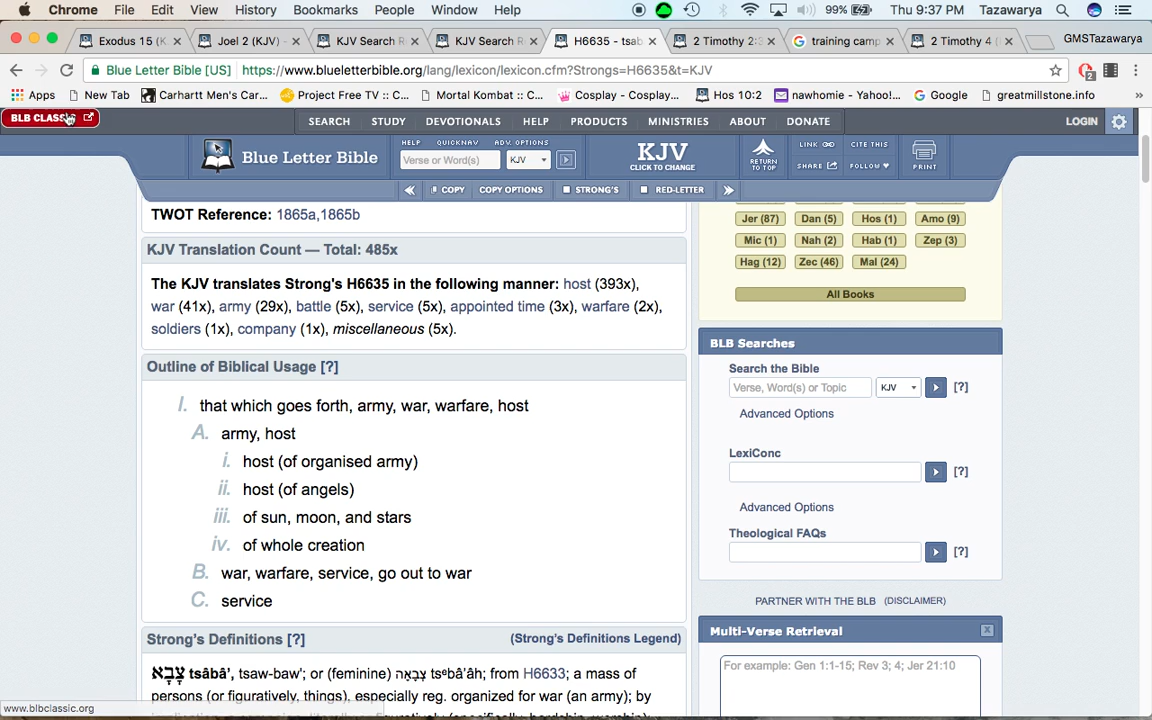 Chrome File Edit View History Bookmarks People Window Help 99% Thu 9:37 PM Tazawarya
Exodus 15 (K Joel 2 (KJV) - KJV Search R KJV Search R H6635 - tsab 2 Timothy 2:3 training camp 2 Timothy 4 ( GMSTazawarya
Blue Letter Bible [US] https://www.blueletterbible.org/lang/lexicon/lexicon.cfm?Strongs=H6635&t=KJV
Apps New Tab Carhartt Men's Car... Project Free TV :: C... Mortal Kombat :: C... Cosplay - Cosplay... Hos 10:2 nawhomie - Yahoo!... Google greatmillstone.info »
BLB CLASSIC SEARCH STUDY DEVOTIONALS HELP PRODUCTS MINISTRIES ABOUT DONATE LOGIN
Blue Letter Bible
HELP QUICKNAV ADV. OPTIONS
Verse or Word(s) KJV
KJV
CLICK TO CHANGE
RETURN TO TOP
LINK CITE THIS
SHARE FOLLOW
PRINT
COPY COPY OPTIONS STRONG'S RED-LETTER
TWOT Reference: 1865a,1865b
KJV Translation Count — Total: 485x
The KJV translates Strong's H6635 in the following manner: host (393x),
war (41x), army (29x), battle (5x), service (5x), appointed time (3x), warfare (2x),
soldiers (1x), company (1x), miscellaneous (5x).
Outline of Biblical Usage [?]
I. that which goes forth, army, war, warfare, host
A. army, host
i. host (of organised army)
ii. host (of angels)
iii. of sun, moon, and stars
iv. of whole creation
B. war, warfare, service, go out to war
C. service
Strong's Definitions [?] (Strong's Definitions Legend)
צָבָא tsâbâʼ, tsaw-baw'; or (feminine) צְבָאָה tsᵉbâʼâh; from H6633; a mass of
persons (or figuratively, things), especially reg. organized for war (an army); by
Jer (87) Dan (5) Hos (1) Amo (9)
Mic (1) Nah (2) Hab (1) Zep (3)
Hag (12) Zec (46) Mal (24)
All Books
BLB Searches
Search the Bible
Verse, Word(s) or Topic KJV [?]
Advanced Options
LexiConc
[?]
Advanced Options
Theological FAQs
[?]
PARTNER WITH THE BLB (DISCLAIMER)
Multi-Verse Retrieval
For example: Gen 1:1-15; Rev 3; 4; Jer 21:10
www.blbclassic.org